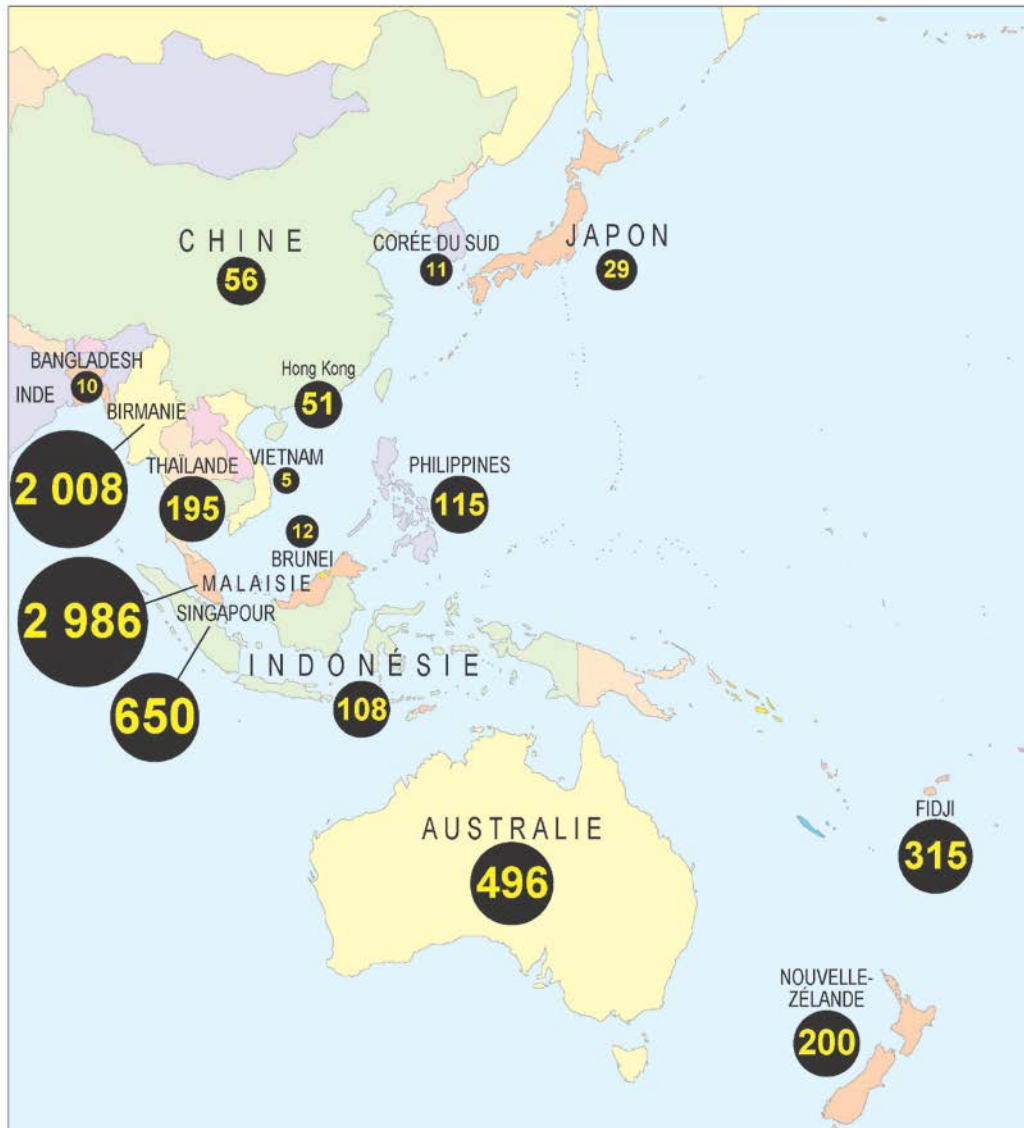 CHINE
56
CORÉE DU SUD
11
JAPON
29
BANGLADESH
10
INDE
BIRMANIE
2 008
Hong Kong
51
THAÏLANDE
195
VIETNAM
5
PHILIPPINES
115
12
BRUNEI
MALAISIE
2 986
SINGAPOUR
650
INDONÉSIE
108
AUSTRALIE
496
FIDJI
315
NOUVELLE-
ZÉLANDE
200